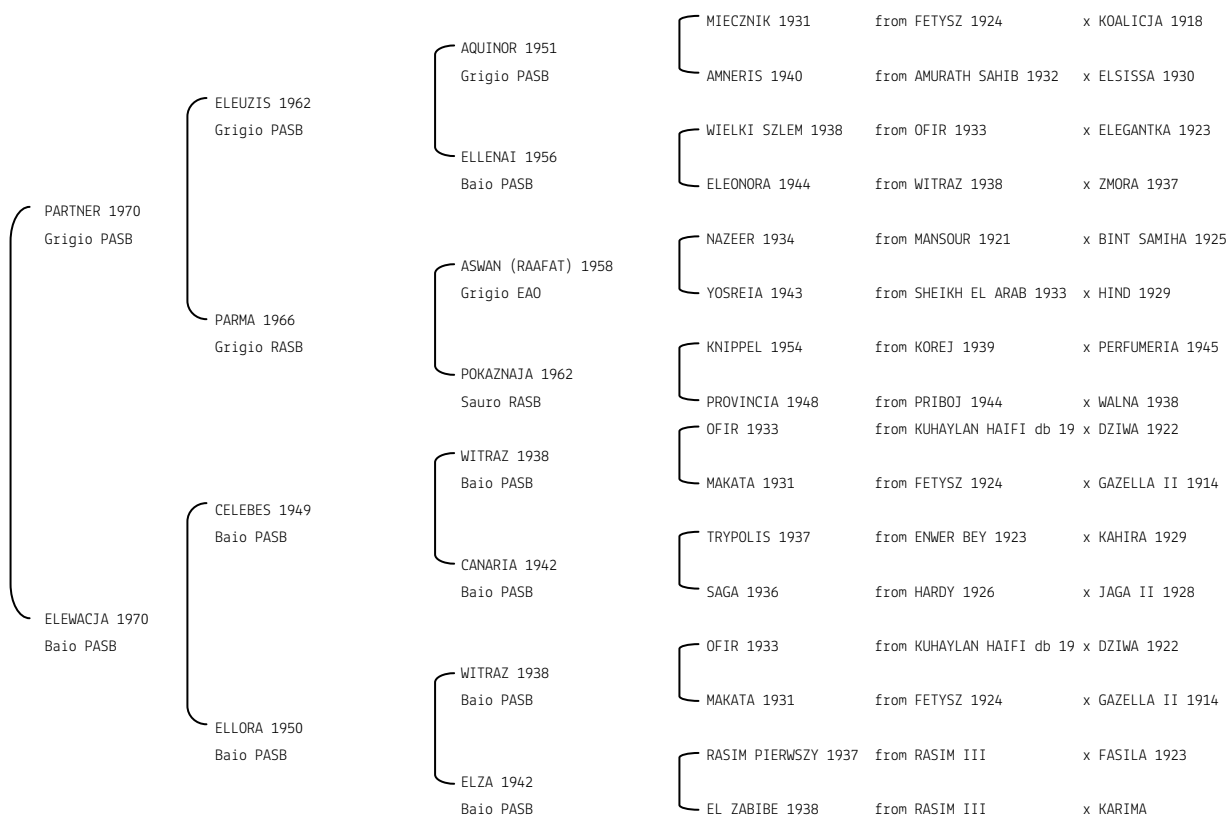 MIECZNIK 1931 from FETYSZ 1924 x KOALICJA 1918
AQUINOR 1951
Grigio PASB
AMNERIS 1940 from AMURATH SAHIB 1932 x ELSISSA 1930
ELEUZIS 1962
Grigio PASB
WIELKI SZLEM 1938 from OFIR 1933 x ELEGANTKA 1923
ELLENAI 1956
Baio PASB
ELEONORA 1944 from WITRAZ 1938 x ZMORA 1937
PARTNER 1970
Grigio PASB
NAZEER 1934 from MANSOUR 1921 x BINT SAMIHA 1925
ASWAN (RAAFAT) 1958
Grigio EAO
YOSREIA 1943 from SHEIKH EL ARAB 1933 x HIND 1929
PARMA 1966
Grigio RASB
KNIPPEL 1954 from KOREJ 1939 x PERFUMERIA 1945
POKAZNAJA 1962
Sauro RASB
PROVINCIA 1948 from PRIBOJ 1944 x WALNA 1938
OFIR 1933 from KUHAYLAN HAIFI db 19 x DZIWA 1922
WITRAZ 1938
Baio PASB
MAKATA 1931 from FETYSZ 1924 x GAZELLA II 1914
CELEBES 1949
Baio PASB
TRYPOLIS 1937 from ENWER BEY 1923 x KAHIRA 1929
CANARIA 1942
Baio PASB
SAGA 1936 from HARDY 1926 x JAGA II 1928
ELEWACJA 1970
Baio PASB
OFIR 1933 from KUHAYLAN HAIFI db 19 x DZIWA 1922
WITRAZ 1938
Baio PASB
MAKATA 1931 from FETYSZ 1924 x GAZELLA II 1914
ELLORA 1950
Baio PASB
RASIM PIERWSZY 1937 from RASIM III x FASILA 1923
ELZA 1942
Baio PASB
EL ZABIBE 1938 from RASIM III x KARIMA